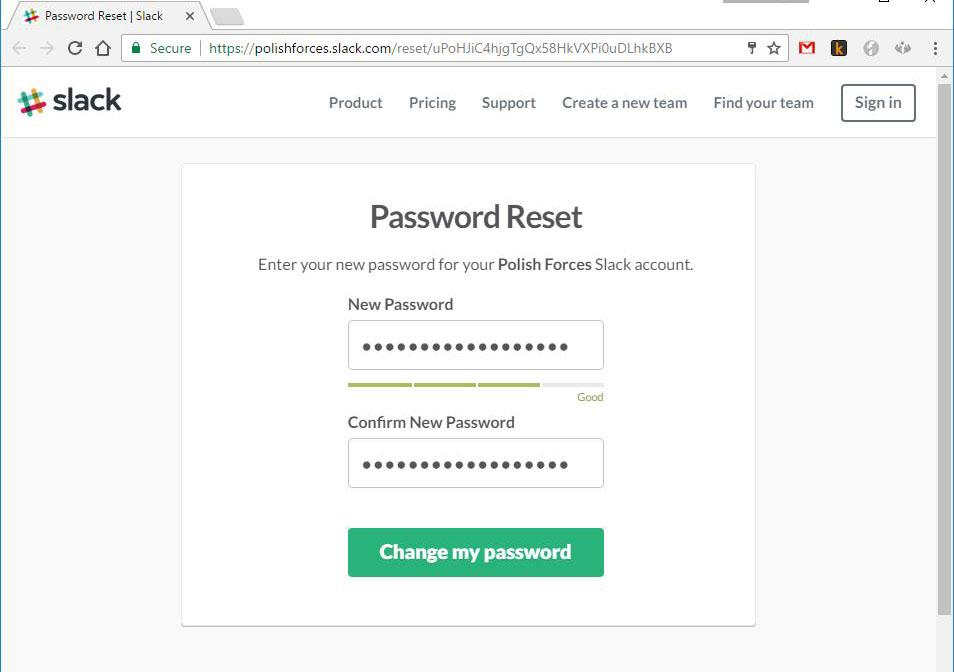 Password Reset | Slack
Secure https://polishforces.slack.com/reset/uPoHJiC4hjgTgQx58HkVXPi0uDLhkBXB
k
slack Product Pricing Support Create a new team Find your team Sign in
Password Reset
Enter your new password for your Polish Forces Slack account.
New Password
Good
Confirm New Password
Change my password